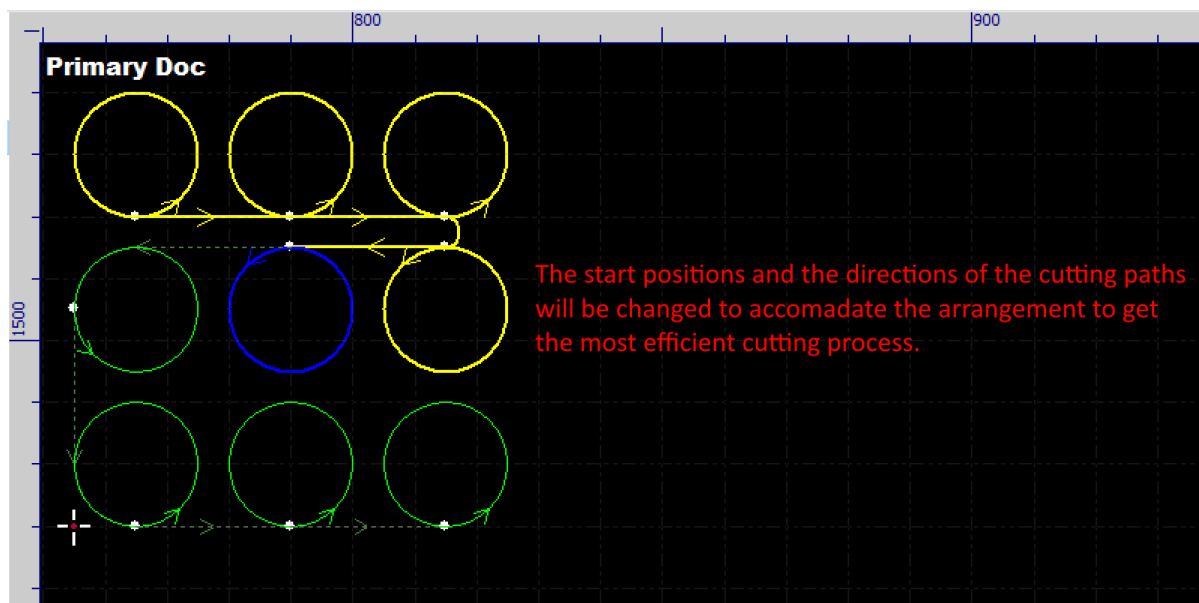 800
900
Primary Doc
1500
The start positions and the directions of the cutting paths
will be changed to accomadate the arrangement to get
the most efficient cutting process.